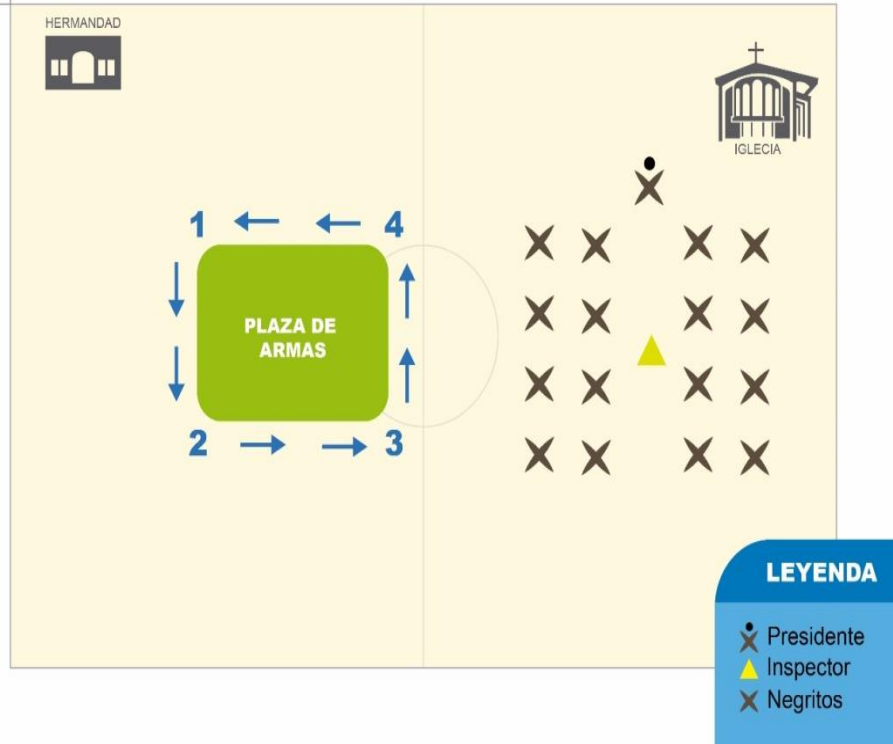 HERMANDAD
IGLECIA
1
4
PLAZA DE
ARMAS
2
3
LEYENDA
Presidente
Inspector
Negritos